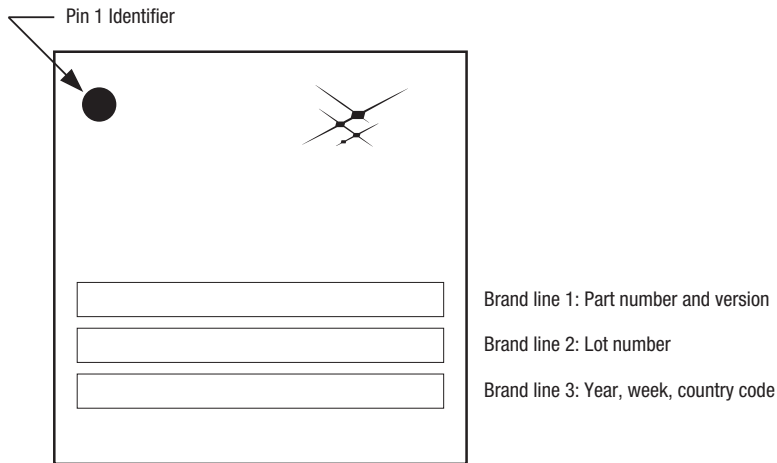 Pin 1 Identifier
Brand line 1: Part number and version
Brand line 2: Lot number
Brand line 3: Year, week, country code